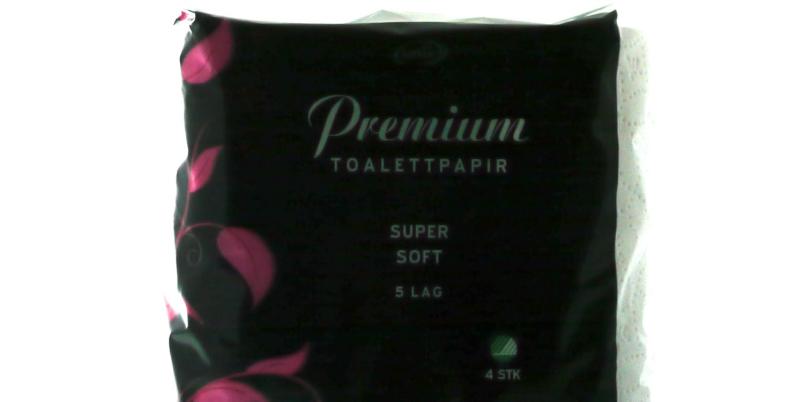 Premium
TOALETTPAPIR
SUPER
SOFT
5 LAG
4 STK